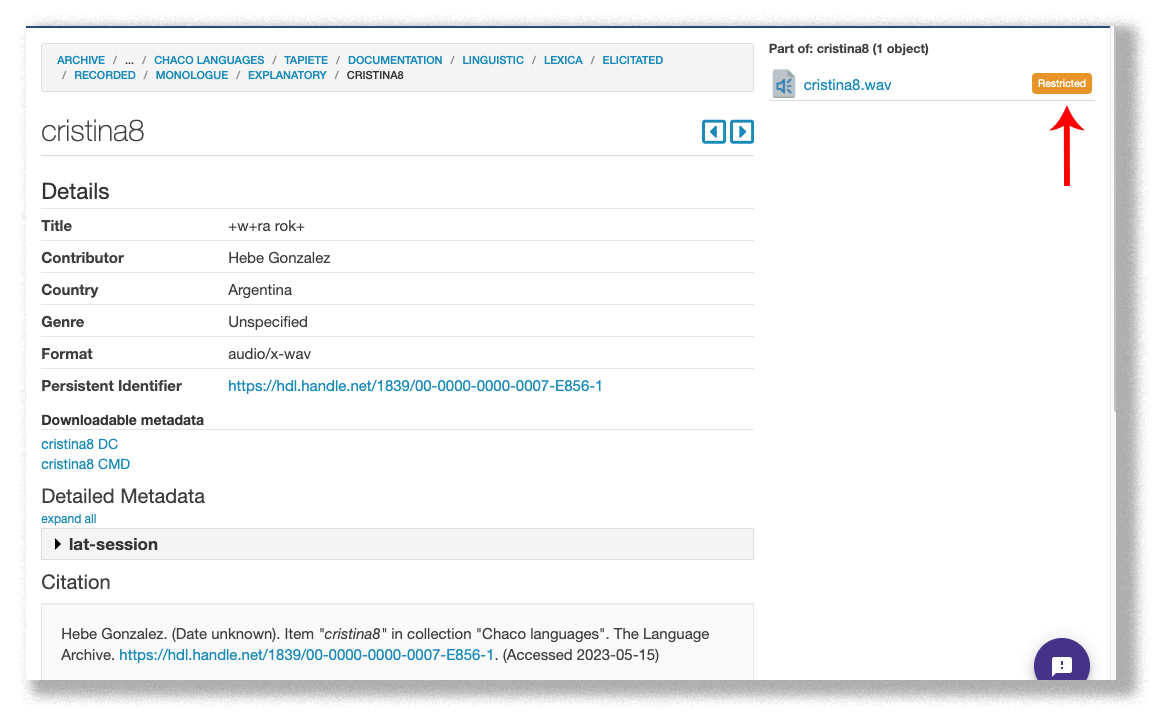 ARCHIVE / ... / CHACO LANGUAGES / TAPIETE / DOCUMENTATION / LINGUISTIC / LEXICA / ELICITATED
/ RECORDED / MONOLOGUE / EXPLANATORY / CRISTINA8
cristina8
Details
Title +w+ra rok+
Contributor Hebe Gonzalez
Country Argentina
Genre Unspecified
Format audio/x-wav
Persistent Identifier https://hdl.handle.net/1839/00-0000-0000-0007-E856-1
Downloadable metadata
cristina8 DC
cristina8 CMD
Detailed Metadata
expand all
lat-session
Citation
Hebe Gonzalez. (Date unknown). Item "cristina8" in collection "Chaco languages". The Language
Archive. https://hdl.handle.net/1839/00-0000-0000-0007-E856-1. (Accessed 2023-05-15)
Part of: cristina8 (1 object)
cristina8.wav Restricted